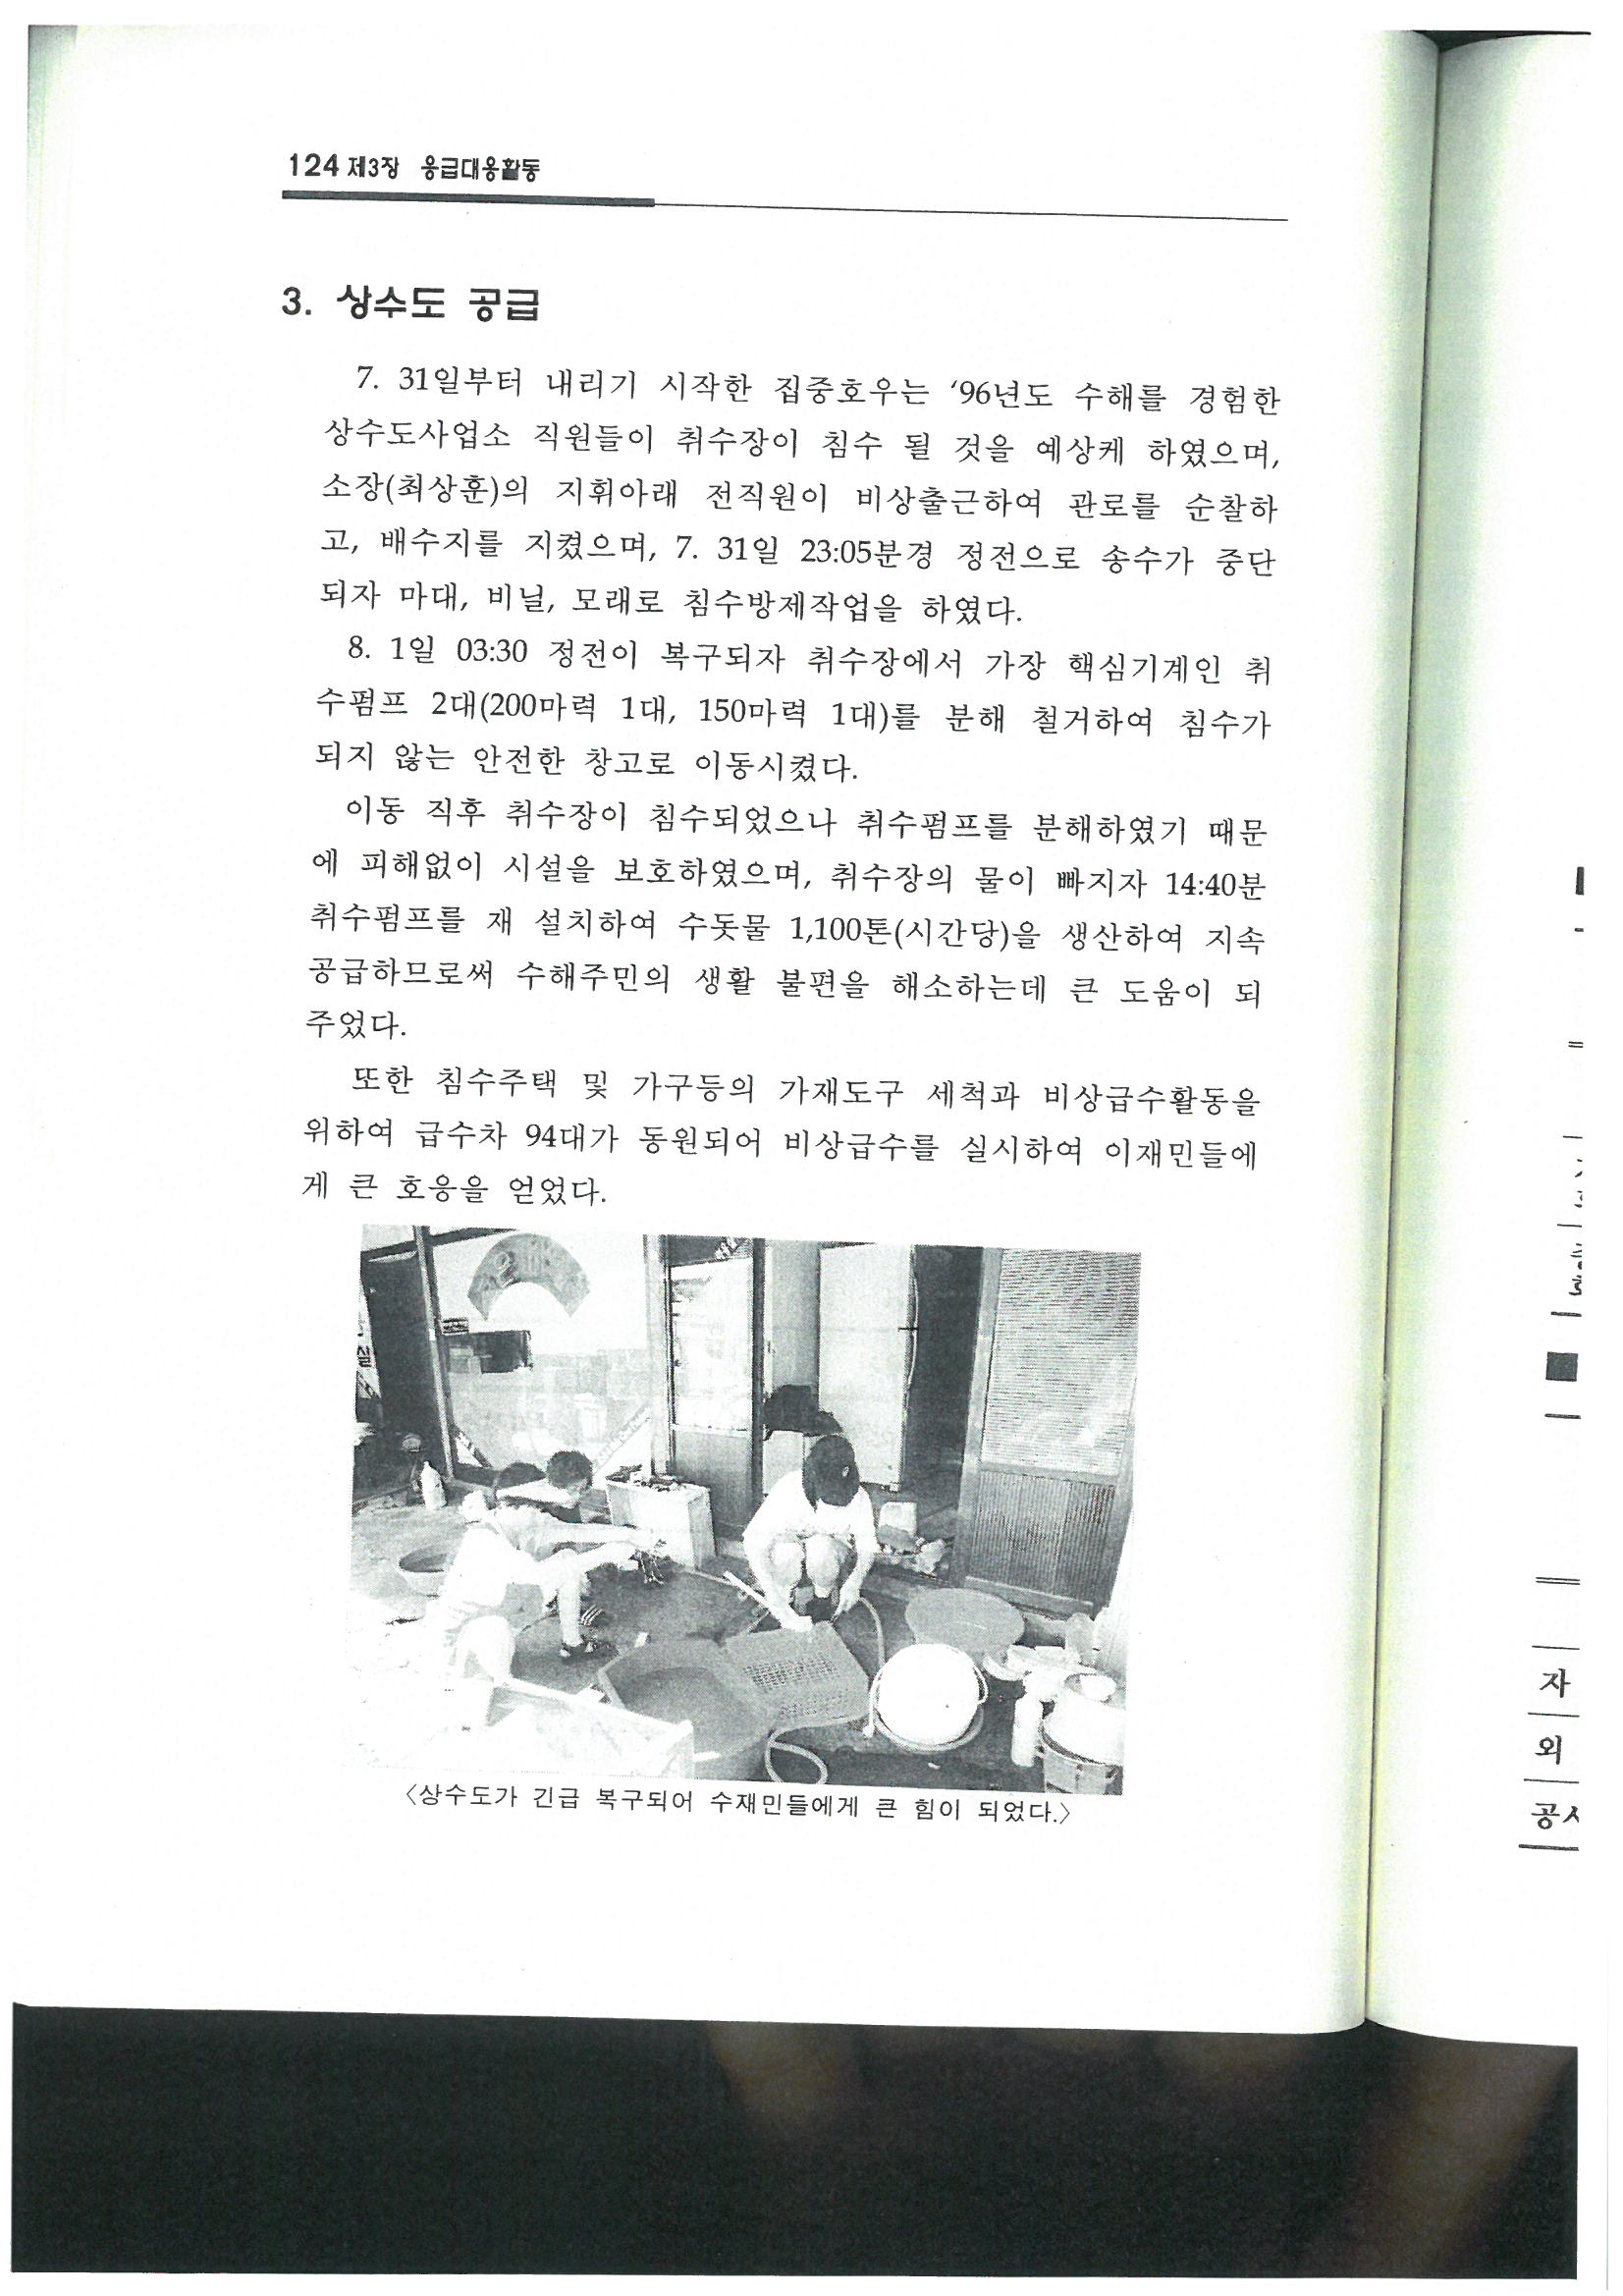 124 제3장 응급대응활동
3. 상수도 공급
7. 31일부터 내리기 시작한 집중호우는 '96년도 수해를 경험한
상수도사업소 직원들이 취수장이 침수 될 것을 예상케 하였으며,
소장(최상훈)의 지휘아래 전직원이 비상출근하여 관로를 순찰하
고, 배수지를 지켰으며, 7. 31일 23:05분경 정전으로 송수가 중단
되자 마대, 비닐, 모래로 침수방제작업을 하였다.
8. 1일 03:30 정전이 복구되자 취수장에서 가장 핵심기계인 취
수펌프 2대(200마력 1대, 150마력 1대)를 분해 철거하여 침수가
되지 않는 안전한 창고로 이동시켰다.
이동 직후 취수장이 침수되었으나 취수펌프를 분해하였기 때문
에 피해없이 시설을 보호하였으며, 취수장의 물이 빠지자 14:40분
취수펌프를 재 설치하여 수돗물 1,100톤(시간당)을 생산하여 지속
공급하므로써 수해주민의 생활 불편을 해소하는데 큰 도움이 되
주었다.
또한 침수주택 및 가구등의 가재도구 세척과 비상급수활동을
위하여 급수차 94대가 동원되어 비상급수를 실시하여 이재민들에
게 큰 호응을 얻었다.
실
<상수도가 긴급 복구되어 수재민들에게 큰 힘이 되었다.>
자
외
공